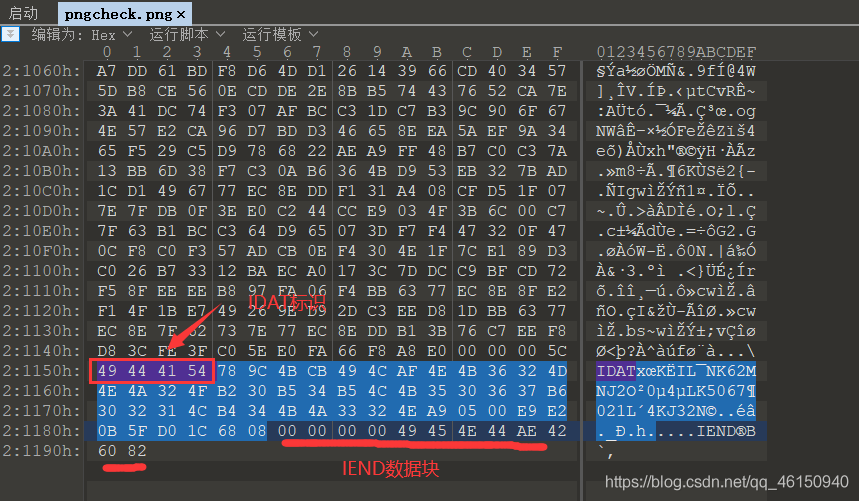 启动 pngcheck.png ×
编辑为: Hex 运行脚本 运行模板
0 1 2 3 4 5 6 7 8 9 A B C D E F 0123456789ABCDEF
2:1060h: A7 DD 61 BD F8 D6 4D D1 26 14 39 66 CD 40 34 57 §Ýa½øÖMÑ&.9fÍ@4W
2:1070h: 5D B8 CE 56 0E CD DE 2E 8B B5 74 43 76 52 CA 7E ]¸ÎV.ÍÞ.‹µtCvRÊ~
2:1080h: 3A 41 DC 74 F3 07 AF BC C3 1D C7 B3 9C 90 6F 67 :AÜtó.¯¼Ã.Ç³œ.og
2:1090h: 4E 57 E2 CA 96 D7 BD D3 46 65 8E EA 5A EF 9A 34 NWâÊ–×½ÓFeŽêZïš4
2:10A0h: 65 F5 29 C5 D9 78 68 22 AE A9 FF 48 B7 C0 C3 7A eõ)ÅÙxh"®©ÿH·ÀÃz
2:10B0h: 13 BB 6D 38 F7 C3 0A B6 36 4B D9 53 EB 32 7B AD .»m8÷Ã.¶6KÙSë2{-
2:10C0h: 1C D1 49 67 77 EC 8E DD F1 31 A4 08 CF D5 1F 07 .ÑIgwìŽÝñ1¤.ÏÕ..
2:10D0h: 7E 7F DB 0F 3E E0 C2 44 CC E9 03 4F 3B 6C 00 C7 ~.Û.>àÂDÌé.O;l.Ç
2:10E0h: 7F 63 B1 BC C3 64 D9 65 07 3D F7 F4 47 32 0F 47 .c±¼ÃdÙe.=÷ôG2.G
2:10F0h: 0C F8 C0 F3 57 AD CB 0E F4 30 4E 1F 7C E1 89 D3 .øÀóW-Ë.ô0N.|á‰Ó
2:1100h: C0 26 B7 33 12 BA EC A0 17 3C 7D DC C9 BF CD 72 À&·3.ºì .<}ÜÉ¿Ír
2:1110h: F5 8F EE EE B8 97 FA 06 F4 BB 63 77 EC 8E 8F E2 õ.îî¸—ú.ô»cwìŽ.â
IDAT标识
2:1120h: F1 4F 1B E7 49 26 9E D9 2D C3 EE D8 1D BB 63 77 ñO.çI&žÙ-ÃîØ.»cw
2:1130h: EC 8E 7F 62 73 7E 77 EC 8E DD B1 3B 76 C7 EE F8 ìŽ.bs~wìŽÝ±;vÇîø
2:1140h: D8 3C FE 3F C0 5E E0 FA 66 F8 A8 E0 00 00 00 5C Ø<þ?À^àúfø¨à...\
2:1150h: 49 44 41 54 78 9C 4B CB 49 4C AF 4E 4B 36 32 4D IDATxœKËIL¯NK62M
2:1160h: 4E 4A 32 4F B2 30 B5 34 B5 4C 4B 35 30 36 37 B6 NJ2O²0µ4µLK5067¶
2:1170h: 30 32 31 4C B4 34 4B 4A 33 32 4E A9 05 00 E9 E2 021L´4KJ32N©..éâ
2:1180h: 0B 5F D0 1C 68 08 00 00 00 00 49 45 4E 44 AE 42 ._Ð.h.....IEND®B
2:1190h: 60 82 `‚
IEND数据块
https://blog.csdn.net/qq_46150940